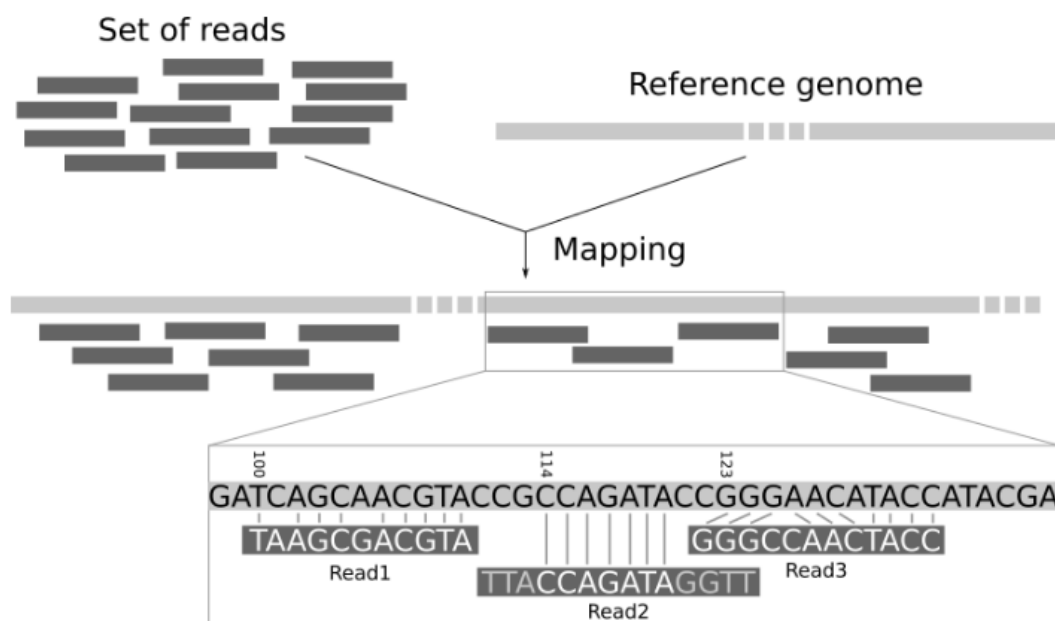 Set of reads
Reference genome
Mapping
100 114 123
GATCAGCAACGTACCGCCAGATACCGGGAACATACCATACGA
TAAGCGACGTA GGGCCAACTACC
Read1 Read3
TTACCAGATAGGTT
Read2